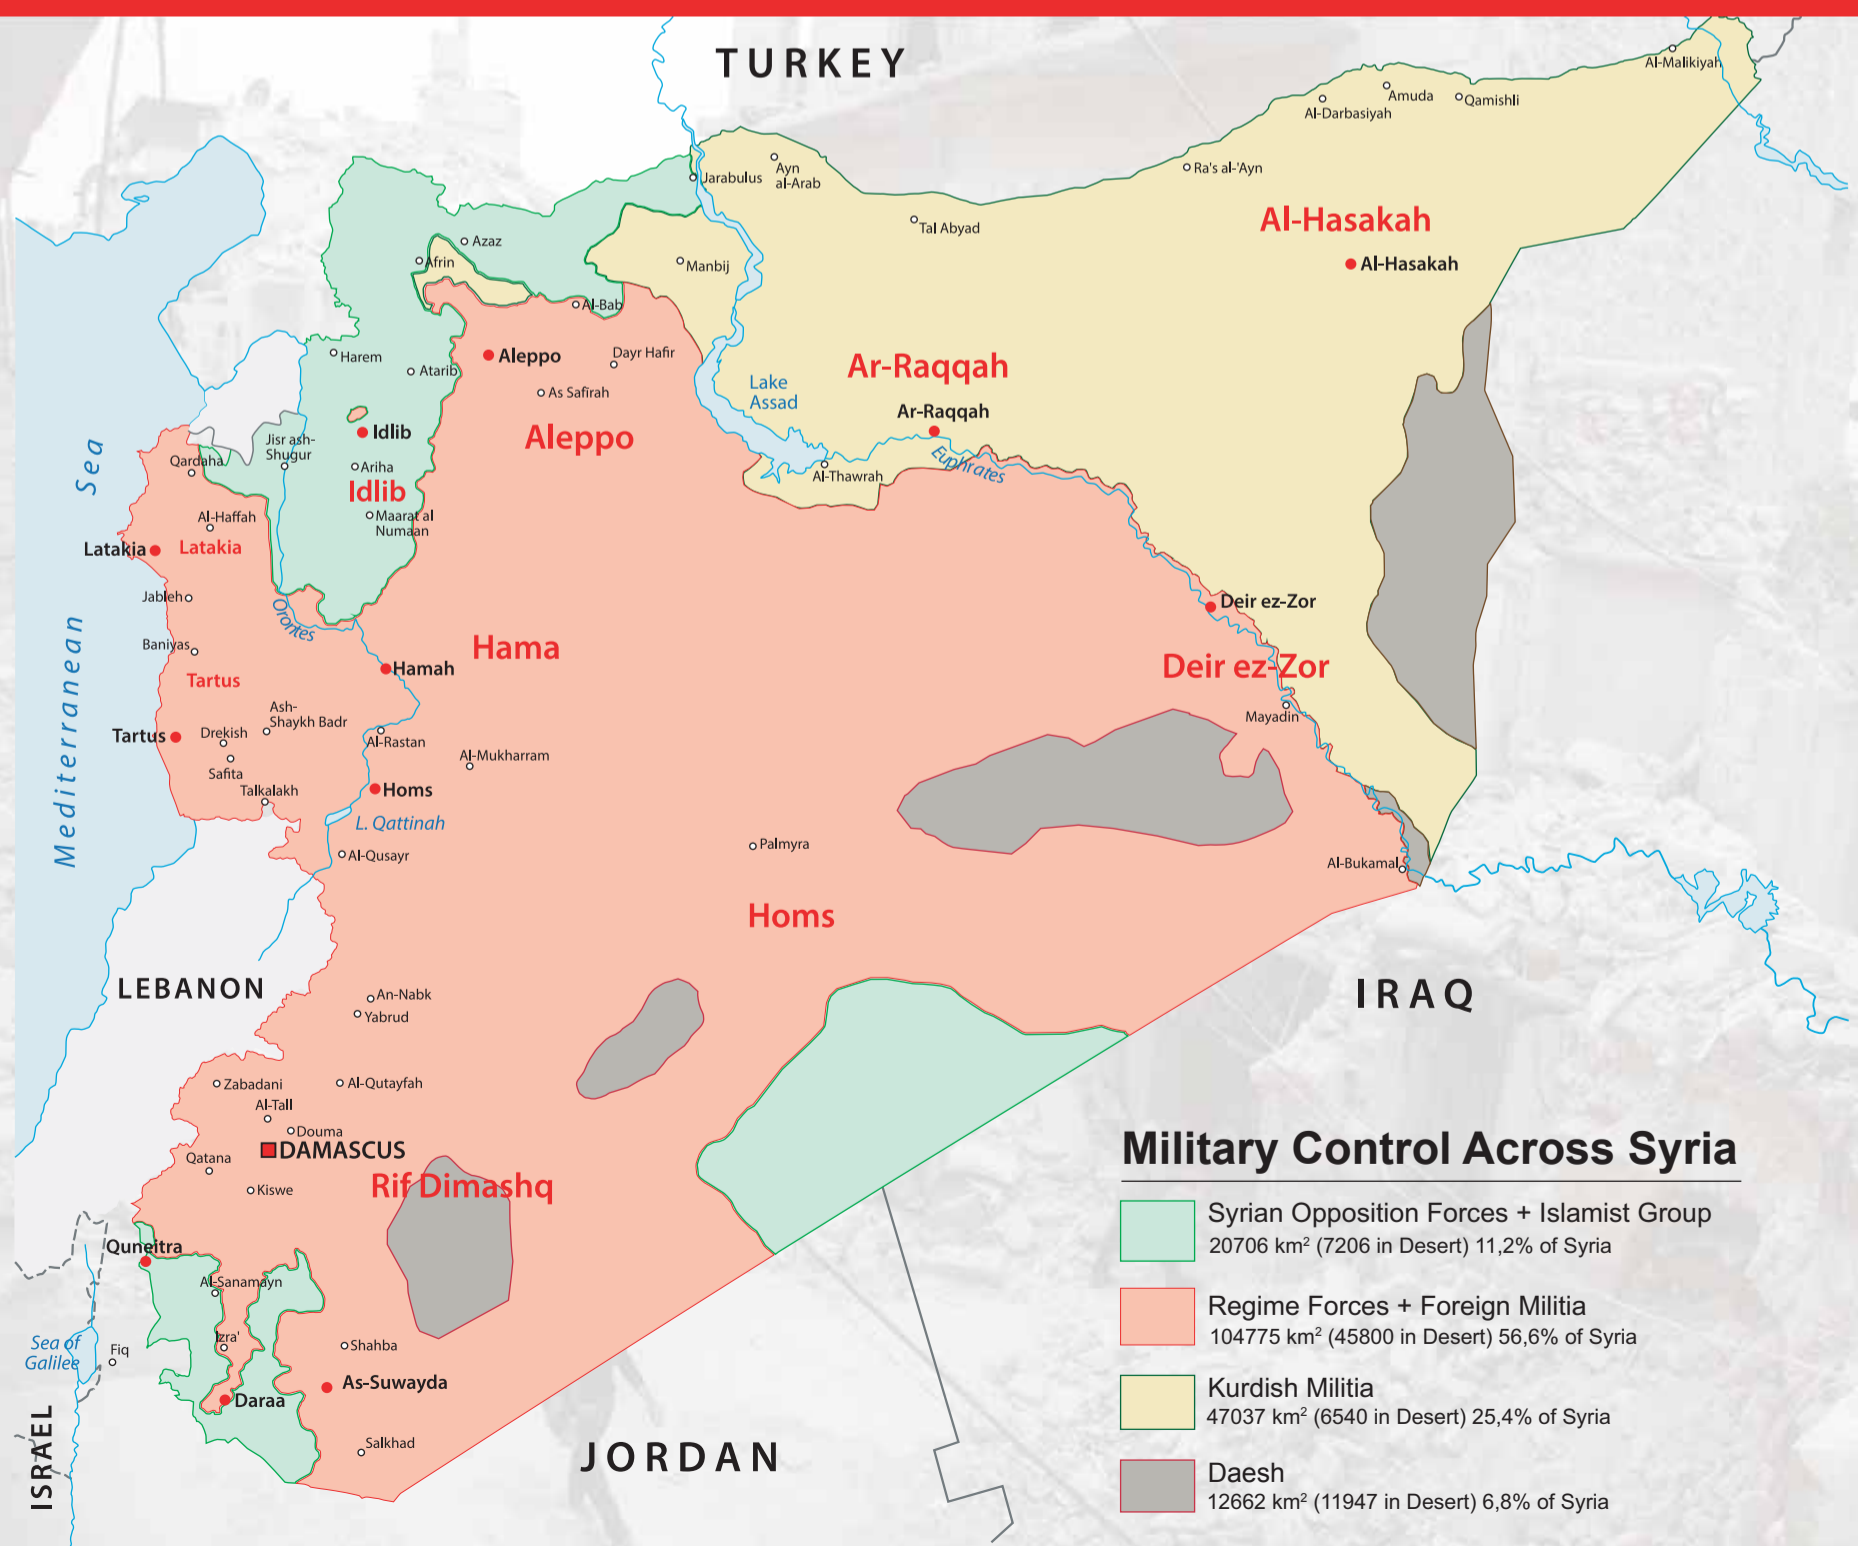 TURKEY
Al-Malikiyah
Amuda
Qamishli
Al-Darbasiyah
Ra's al-'Ayn
Ayn
al-Arab
Jarabulus
Tal Abyad
Al-Hasakah
Al-Hasakah
Azaz
Afrin
Manbij
Al-Bab
Harem
Atarib
Aleppo
Dayr Hafir
As Safirah
Aleppo
Lake
Assad
Ar-Raqqah
Ar-Raqqah
Euphrates
Al-Thawrah
Idlib
Jisr ash-
Shugur
Ariha
Idlib
Maarat al
Numaan
Qardaha
Al-Haffah
Latakia
Latakia
Jableh
Orontes
Baniyas
Tartus
Hama
Hamah
Deir ez-Zor
Deir ez-Zor
Mayadin
Ash-
Shaykh Badr
Tartus
Drekish
Safita
Talkalakh
Al-Rastan
Al-Mukharram
Homs
L. Qattinah
Al-Qusayr
Palmyra
Al-Bukamal
Homs
Mediterranean Sea
LEBANON
IRAQ
An-Nabk
Yabrud
Zabadani
Al-Qutayfah
Al-Tall
Douma
DAMASCUS
Qatana
Kiswe
Rif Dimashq
Quneitra
Al-Sanamayn
Izra'
Shahba
Sea of
Galilee
Fiq
As-Suwayda
Daraa
Salkhad
ISRAEL
JORDAN
Military Control Across Syria
Syrian Opposition Forces + Islamist Group
20706 km² (7206 in Desert) 11,2% of Syria
Regime Forces + Foreign Militia
104775 km² (45800 in Desert) 56,6% of Syria
Kurdish Militia
47037 km² (6540 in Desert) 25,4% of Syria
Daesh
12662 km² (11947 in Desert) 6,8% of Syria